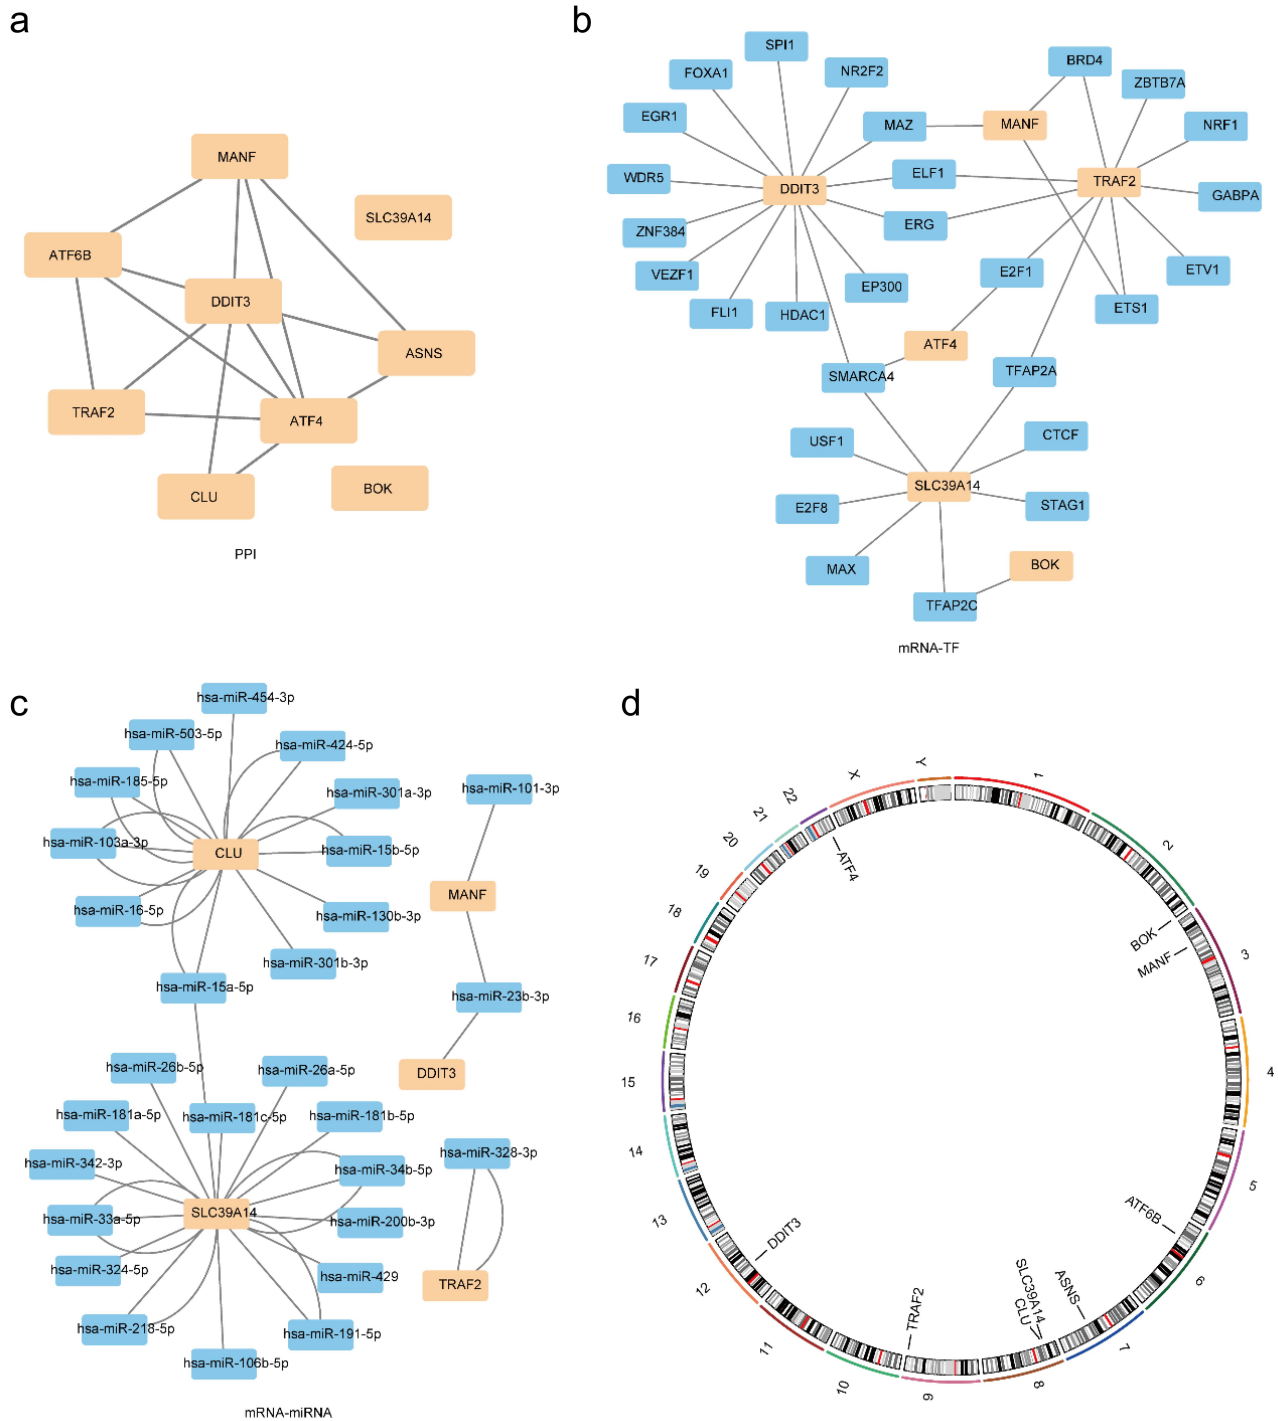 a
MANF
SLC39A14
ATF6B
DDIT3
ASNS
TRAF2
ATF4
CLU
BOK
PPI
b
SPI1
FOXA1
NR2F2
BRD4
ZBTB7A
EGR1
MAZ
MANF
NRF1
WDR5
DDIT3
ELF1
TRAF2
GABPA
ZNF384
ERG
VEZF1
EP300
E2F1
ETV1
FLI1
HDAC1
ETS1
ATF4
SMARCA4
TFAP2A
USF1
CTCF
SLC39A14
E2F8
STAG1
MAX
BOK
TFAP2C
mRNA-TF
c
hsa-miR-454-3p
hsa-miR-503-5p
hsa-miR-424-5p
hsa-miR-185-5p
hsa-miR-301a-3p
hsa-miR-101-3p
hsa-miR-103a-3p
CLU
hsa-miR-15b-5p
MANF
hsa-miR-16-5p
hsa-miR-130b-3p
hsa-miR-301b-3p
hsa-miR-15a-5p
hsa-miR-23b-3p
hsa-miR-26b-5p
hsa-miR-26a-5p
DDIT3
hsa-miR-181a-5p
hsa-miR-181c-5p
hsa-miR-181b-5p
hsa-miR-342-3p
hsa-miR-34b-5p
hsa-miR-328-3p
hsa-miR-33a-5p
SLC39A14
hsa-miR-200b-3p
hsa-miR-324-5p
hsa-miR-429
TRAF2
hsa-miR-218-5p
hsa-miR-191-5p
hsa-miR-106b-5p
mRNA-miRNA
d
1
2
3
4
5
6
7
8
9
10
11
12
13
14
15
16
17
18
19
20
21
22
X
Y
ATF4
BOK
MANF
ATF6B
ASNS
SLC39A14
CLU
TRAF2
DDIT3